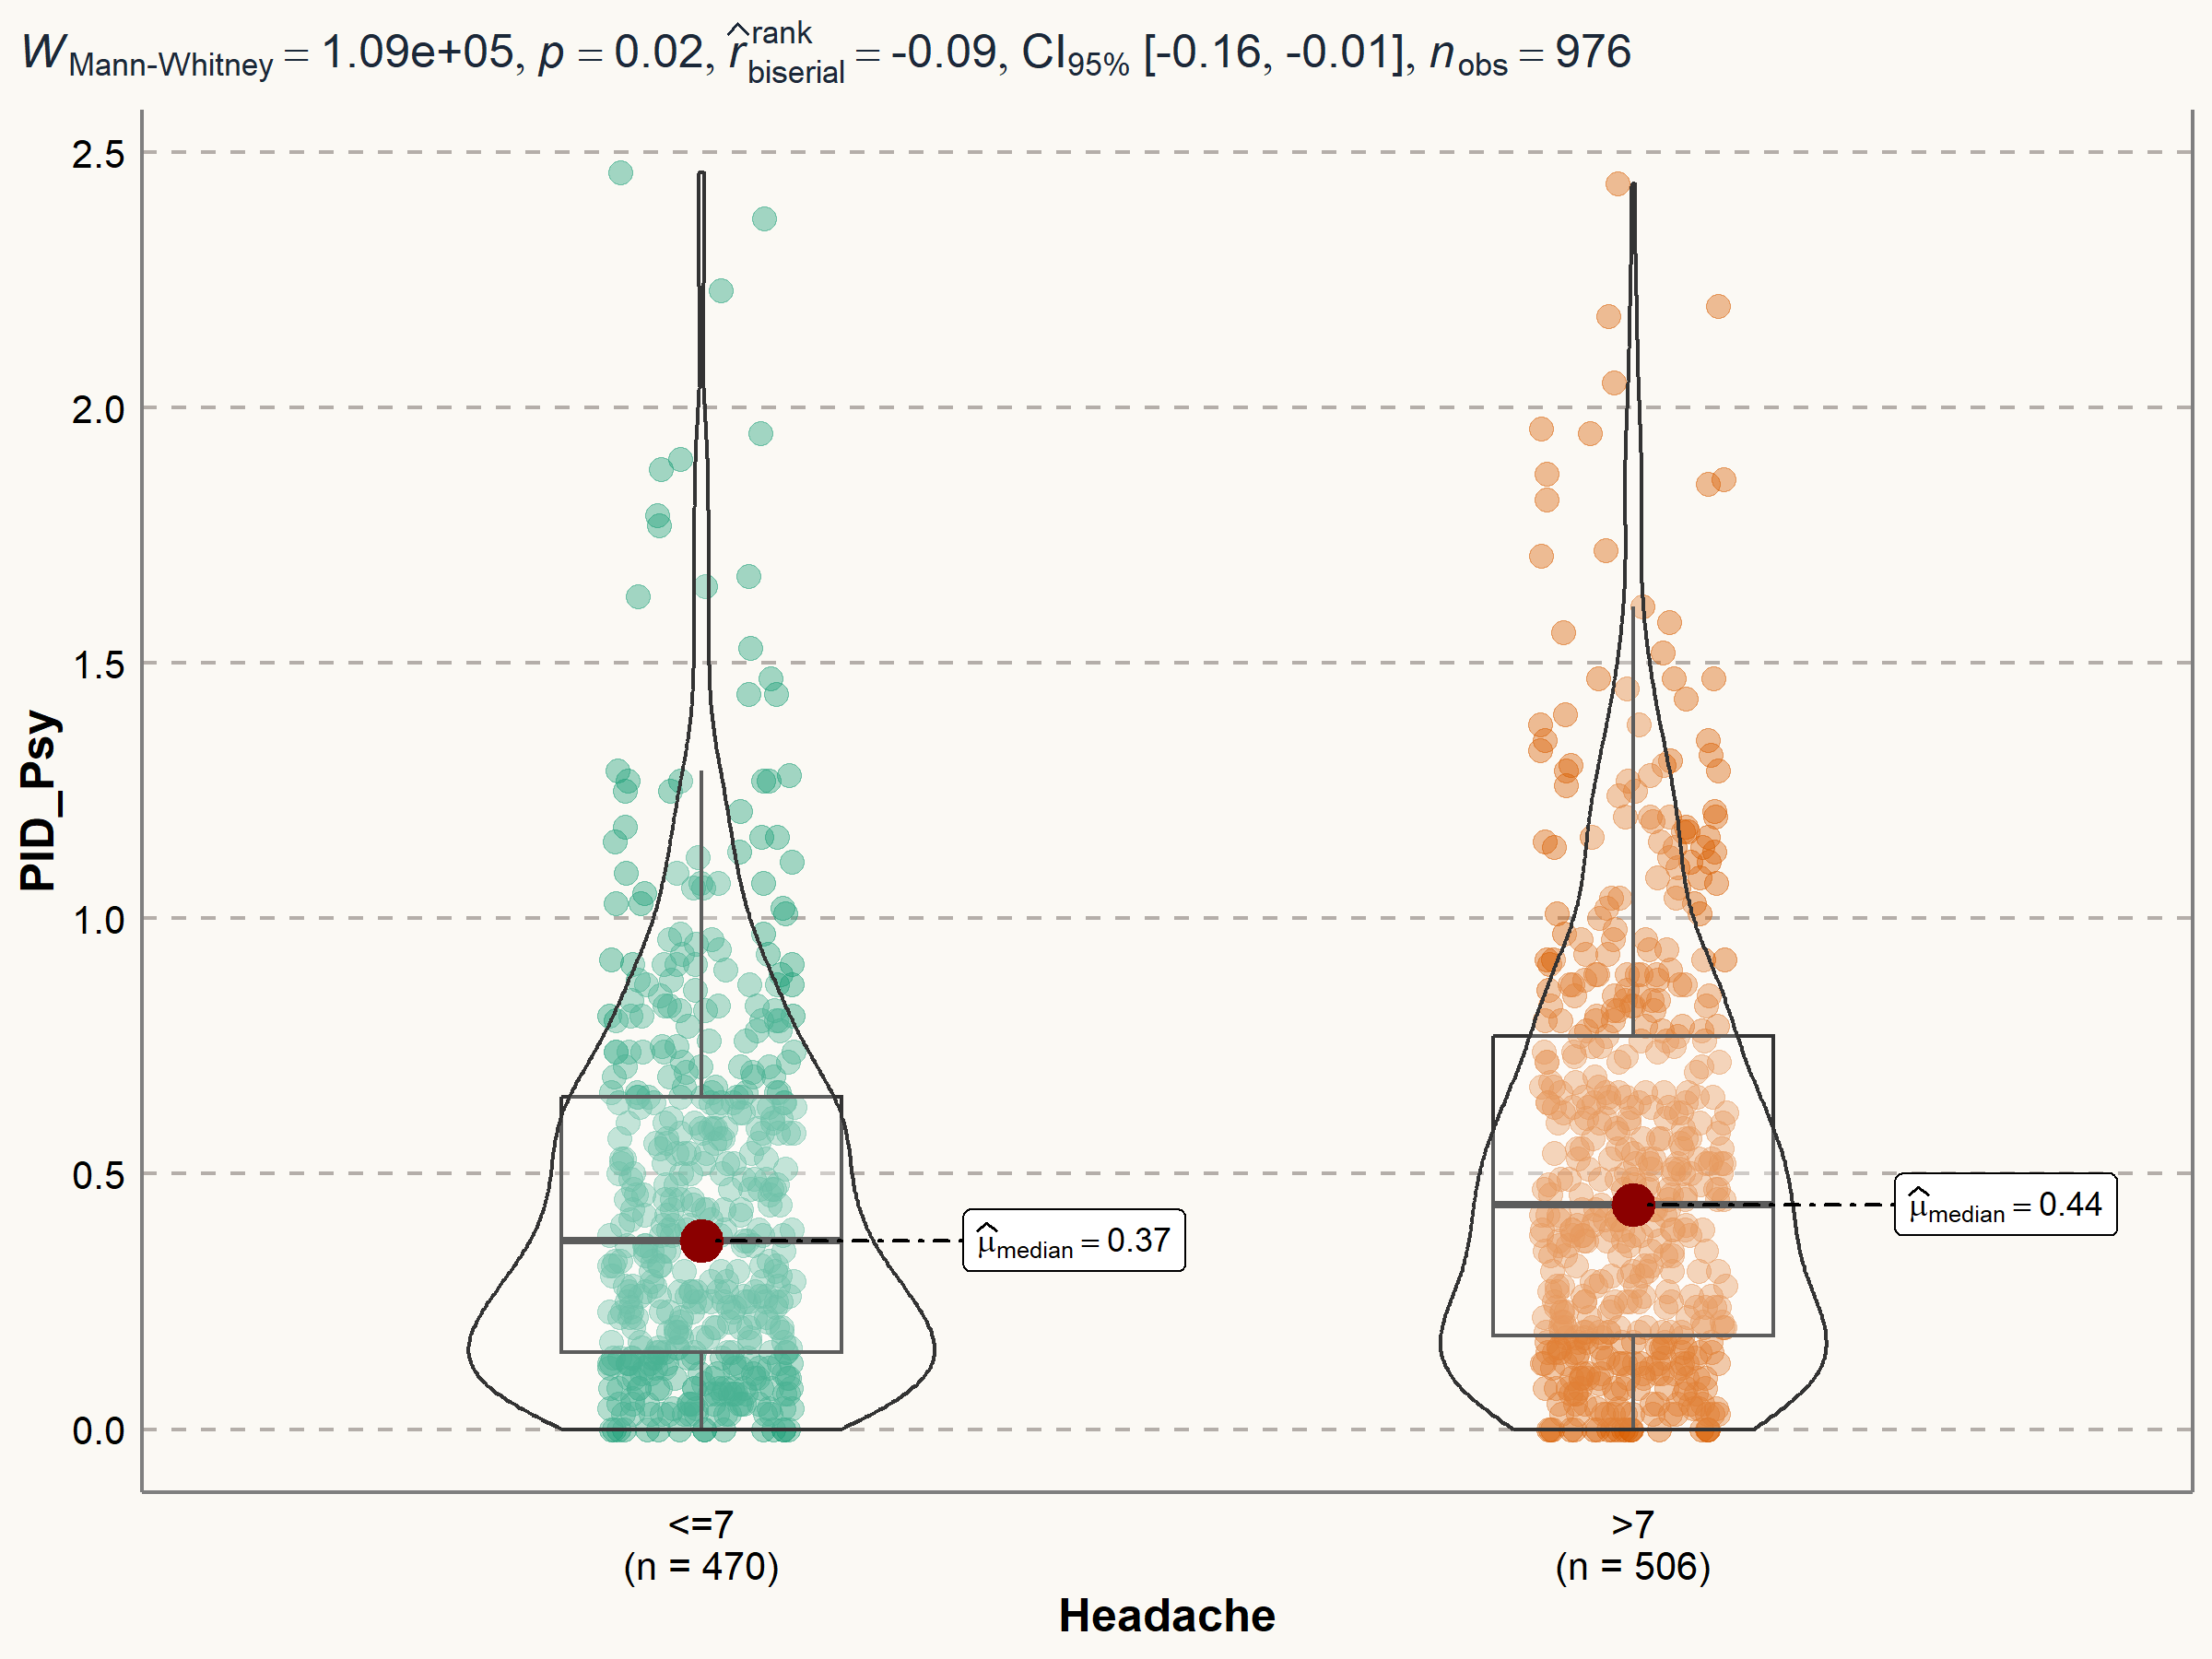 W Mann-Whitney = 1.09e+05, p = 0.02, r̂ rank biserial = -0.09, CI95% [-0.16, -0.01], n obs = 976
2.5
2.0
1.5
1.0
0.5
0.0
PID_Psy
μ̂ median = 0.37
μ̂ median = 0.44
<=7
(n = 470)
>7
(n = 506)
Headache